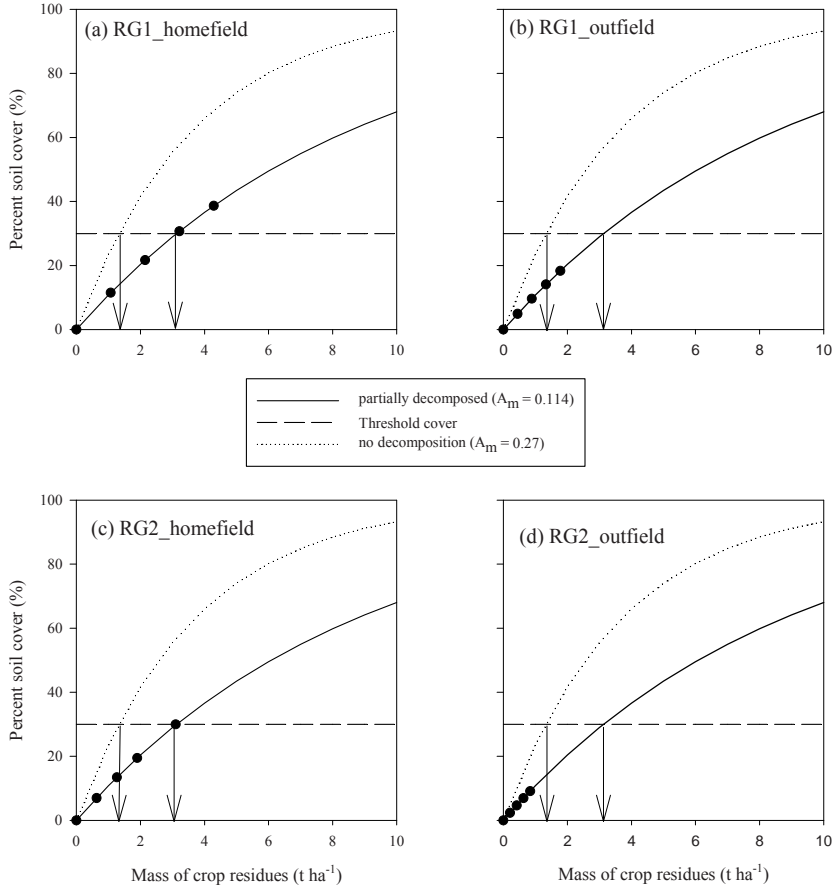 (a) RG1_homefield
(b) RG1_outfield
Percent soil cover (%)
100
80
60
40
20
0
0 2 4 6 8 10
0 2 4 6 8 10
partially decomposed (Am = 0.114)
Threshold cover
no decomposition (Am = 0.27)
(c) RG2_homefield
(d) RG2_outfield
Percent soil cover (%)
100
80
60
40
20
0
0 2 4 6 8 10
0 2 4 6 8 10
Mass of crop residues (t ha-1)
Mass of crop residues (t ha-1)